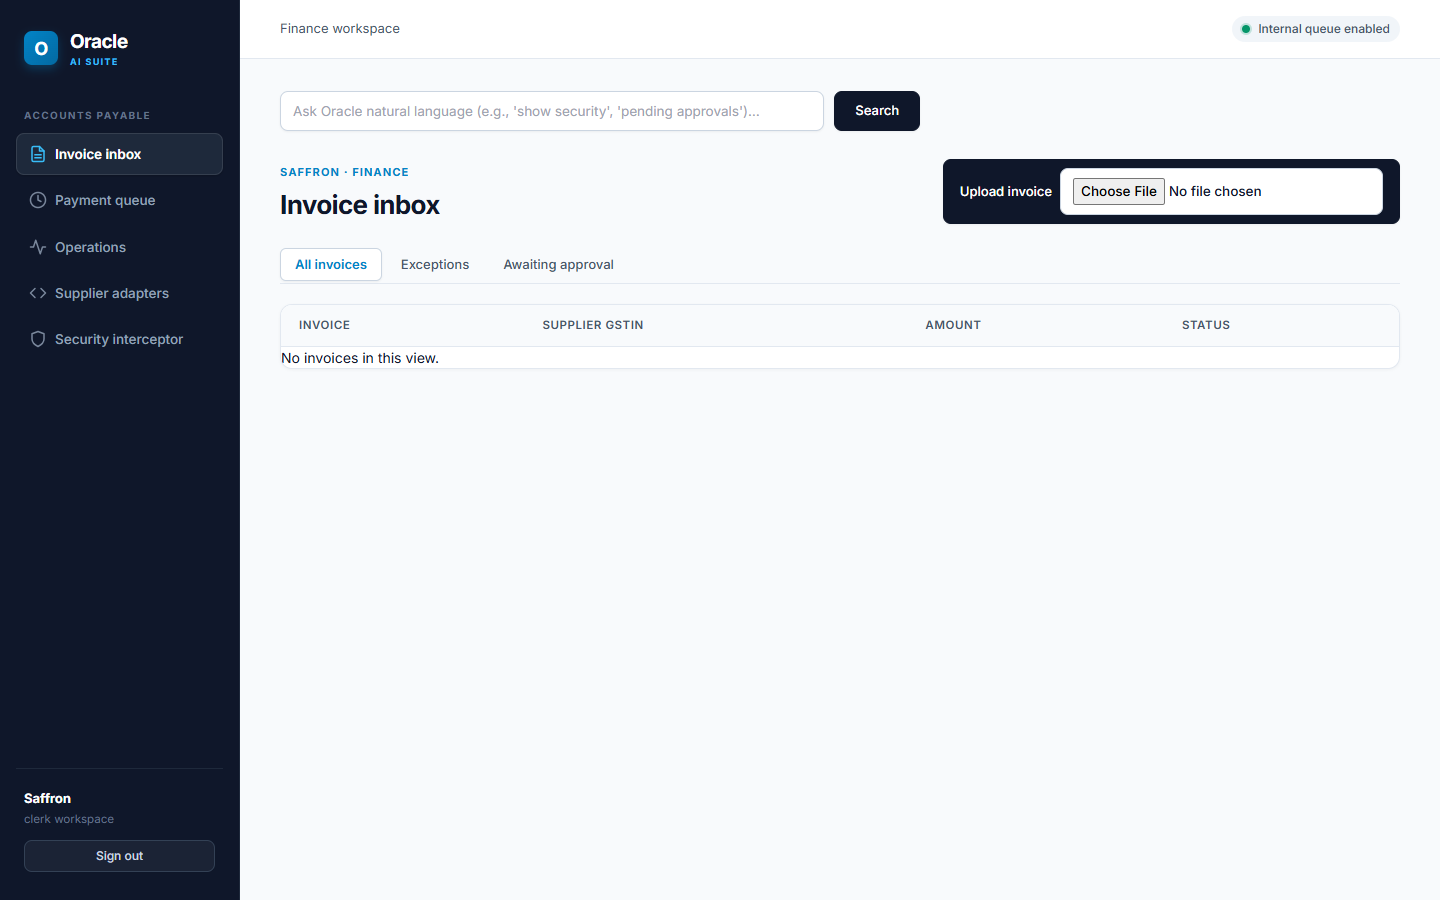 O
Oracle
AI SUITE
ACCOUNTS PAYABLE
Invoice inbox
Payment queue
Operations
Supplier adapters
Security interceptor
Saffron
clerk workspace
Sign out
Finance workspace
Internal queue enabled
Ask Oracle natural language (e.g., 'show security', 'pending approvals')...
Search
SAFFRON · FINANCE
Invoice inbox
Upload invoice Choose File No file chosen
All invoices Exceptions Awaiting approval
INVOICE SUPPLIER GSTIN AMOUNT STATUS
No invoices in this view.